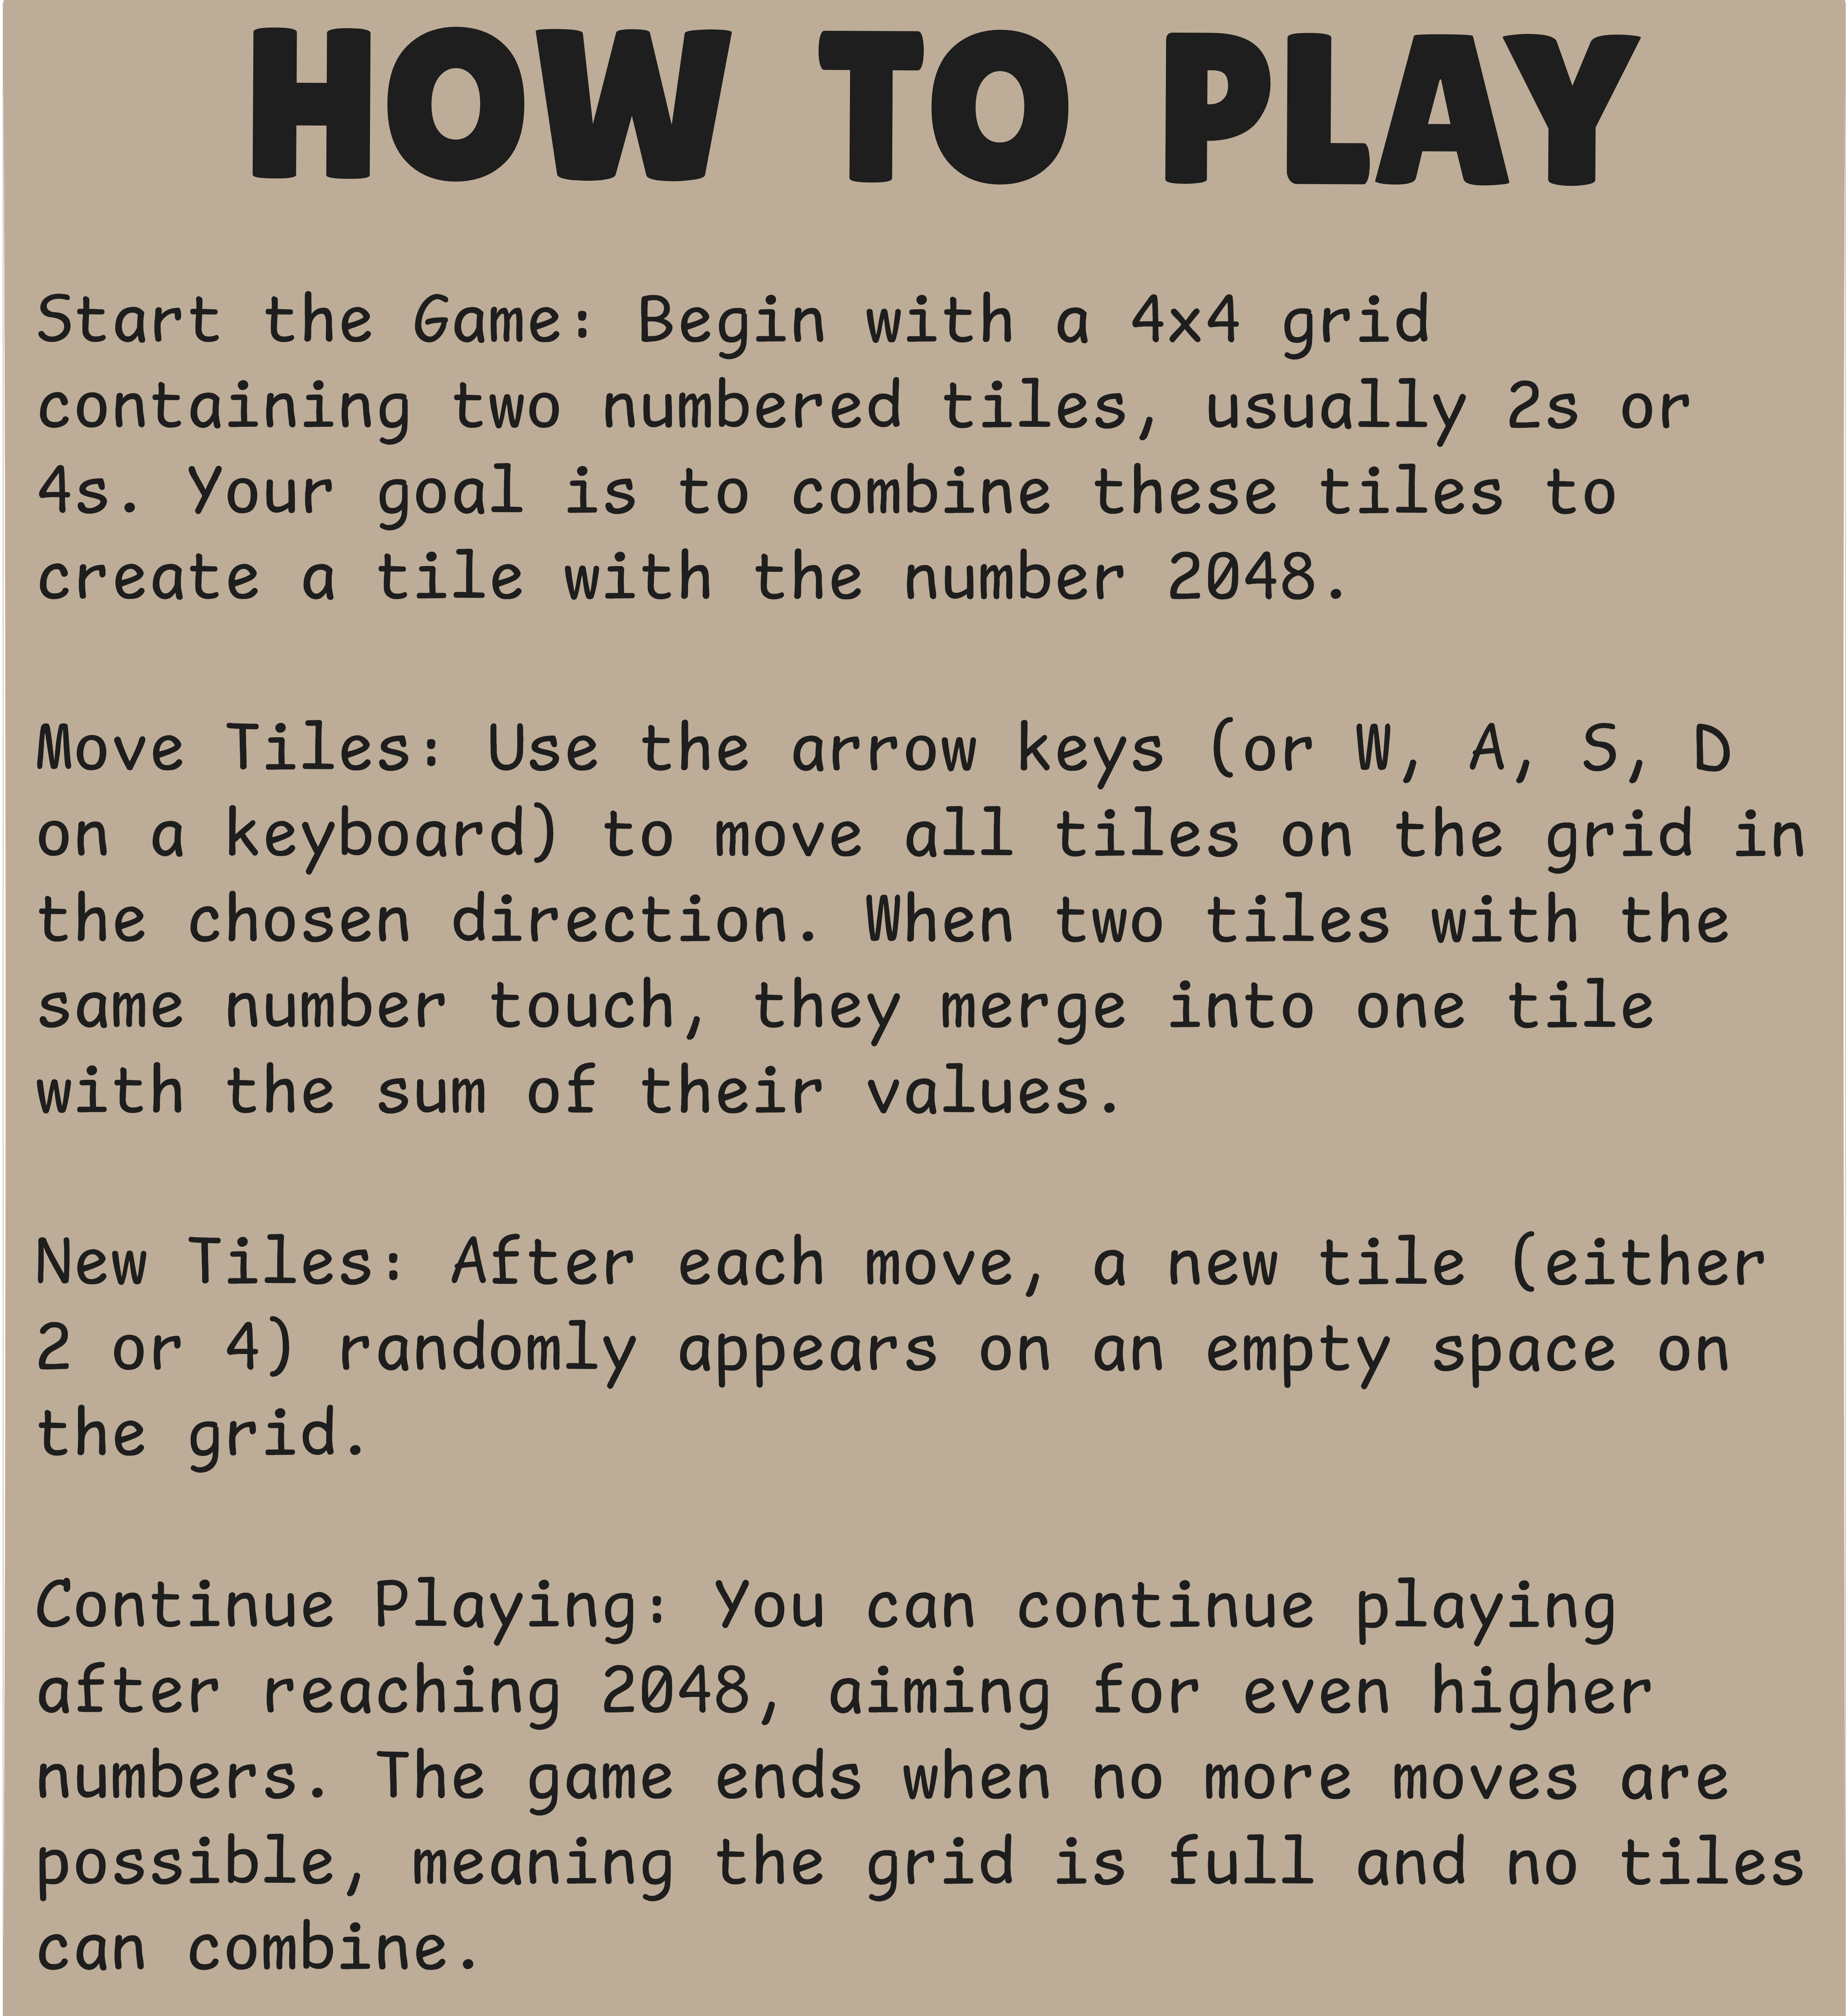 HOW TO PLAY
Start the Game: Begin with a 4x4 grid
containing two numbered tiles, usually 2s or
4s. Your goal is to combine these tiles to
create a tile with the number 2048.
Move Tiles: Use the arrow keys (or W, A, S, D
on a keyboard) to move all tiles on the grid in
the chosen direction. When two tiles with the
same number touch, they merge into one tile
with the sum of their values.
New Tiles: After each move, a new tile (either
2 or 4) randomly appears on an empty space on
the grid.
Continue Playing: You can continue playing
after reaching 2048, aiming for even higher
numbers. The game ends when no more moves are
possible, meaning the grid is full and no tiles
can combine.